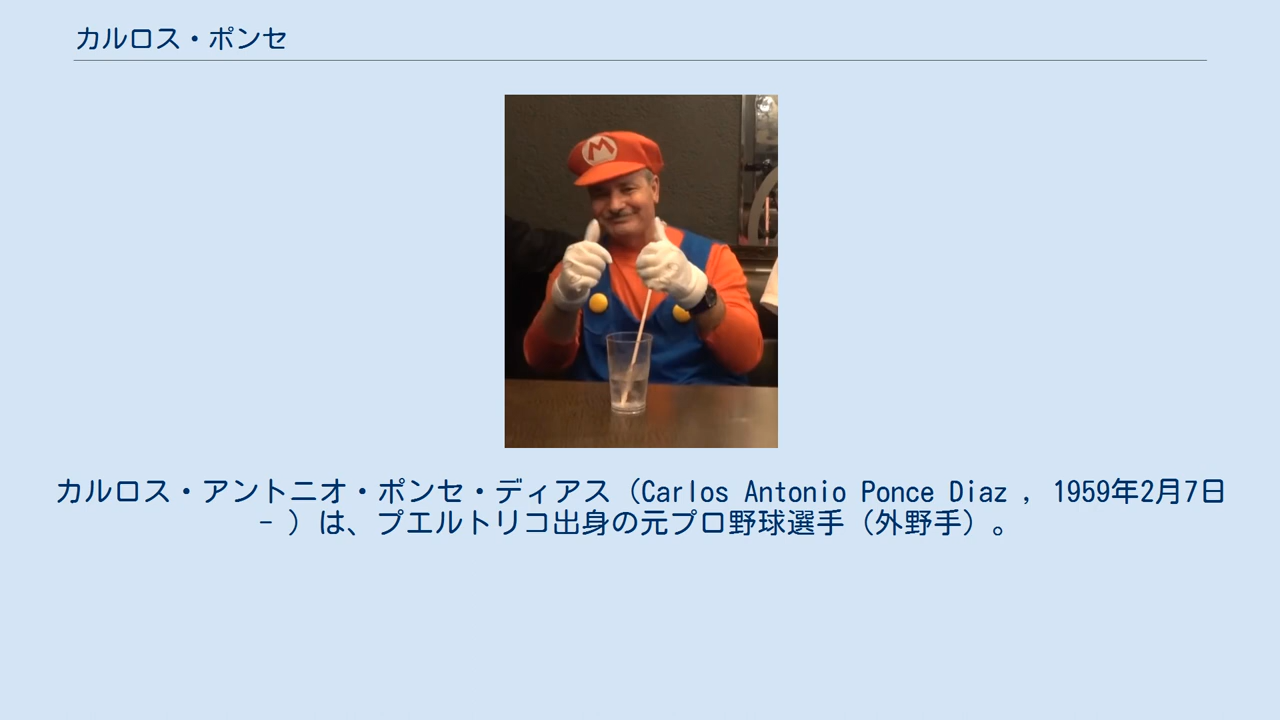 カルロス・ポンセ
M
カルロス・アントニオ・ポンセ・ディアス（Carlos Antonio Ponce Diaz , 1959年2月7日
- ）は、プエルトリコ出身の元プロ野球選手（外野手）。